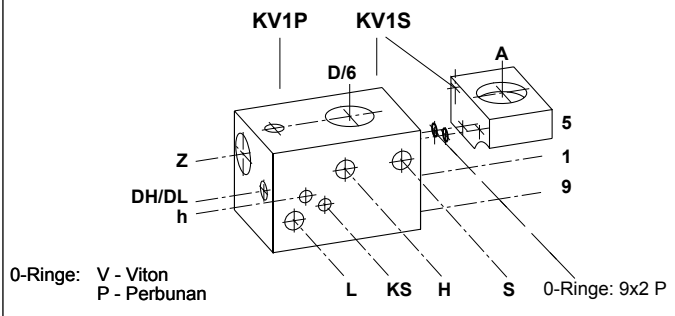 KV1P KV1S
A
D/6
5
Z
1
DH/DL
9
h
L KS H S 0-Ringe: 9x2 P
0-Ringe: V - Viton
P - Perbunan